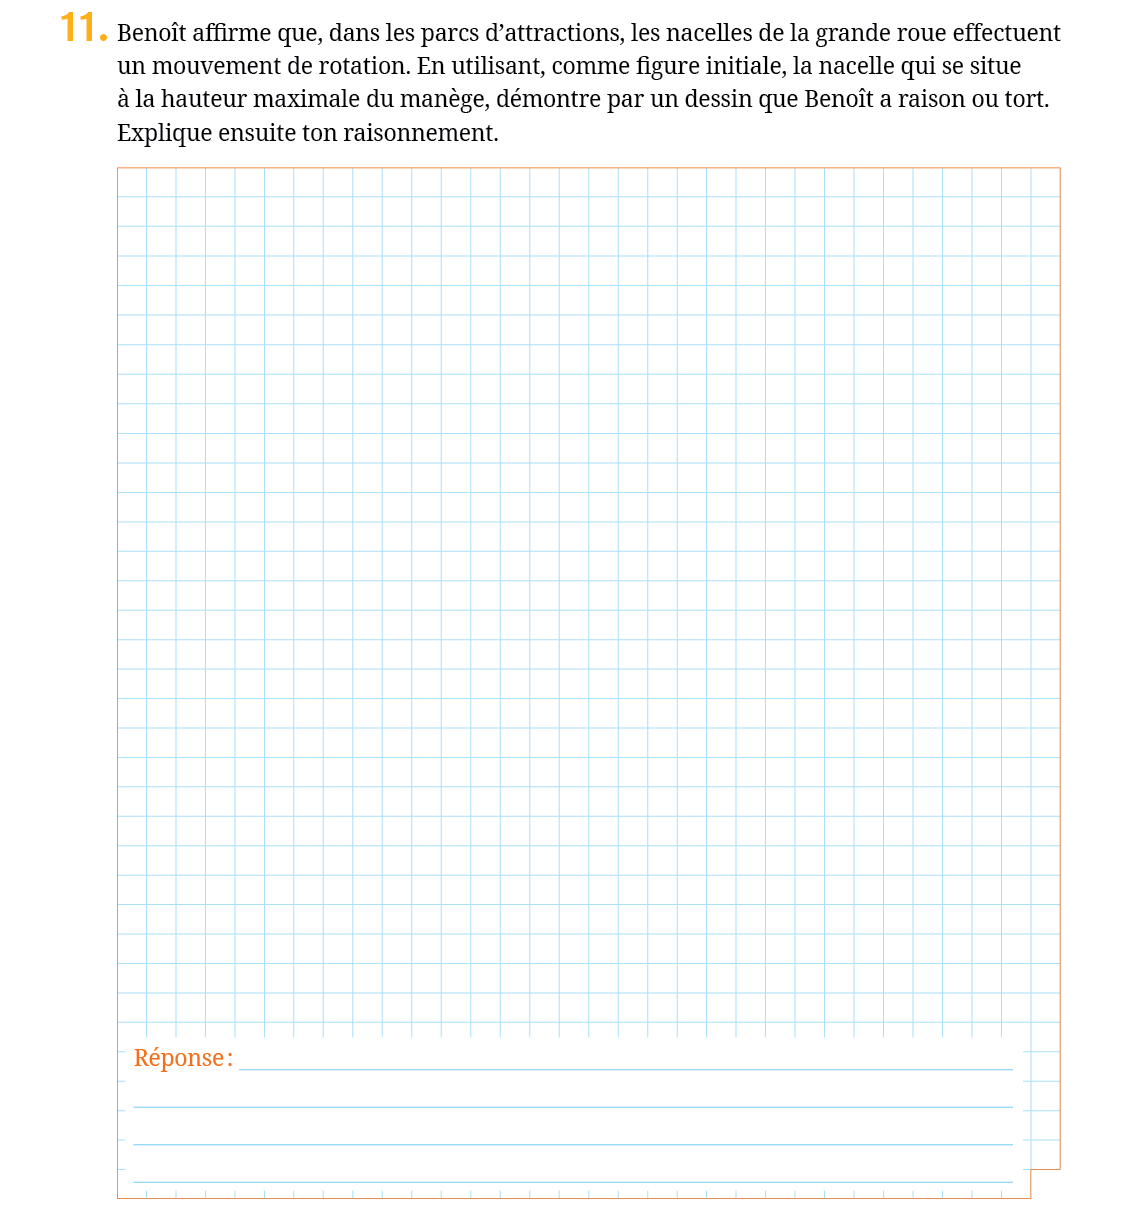 11. Benoît affirme que, dans les parcs d’attractions, les nacelles de la grande roue effectuent
un mouvement de rotation. En utilisant, comme figure initiale, la nacelle qui se situe
à la hauteur maximale du manège, démontre par un dessin que Benoît a raison ou tort.
Explique ensuite ton raisonnement.
Réponse :